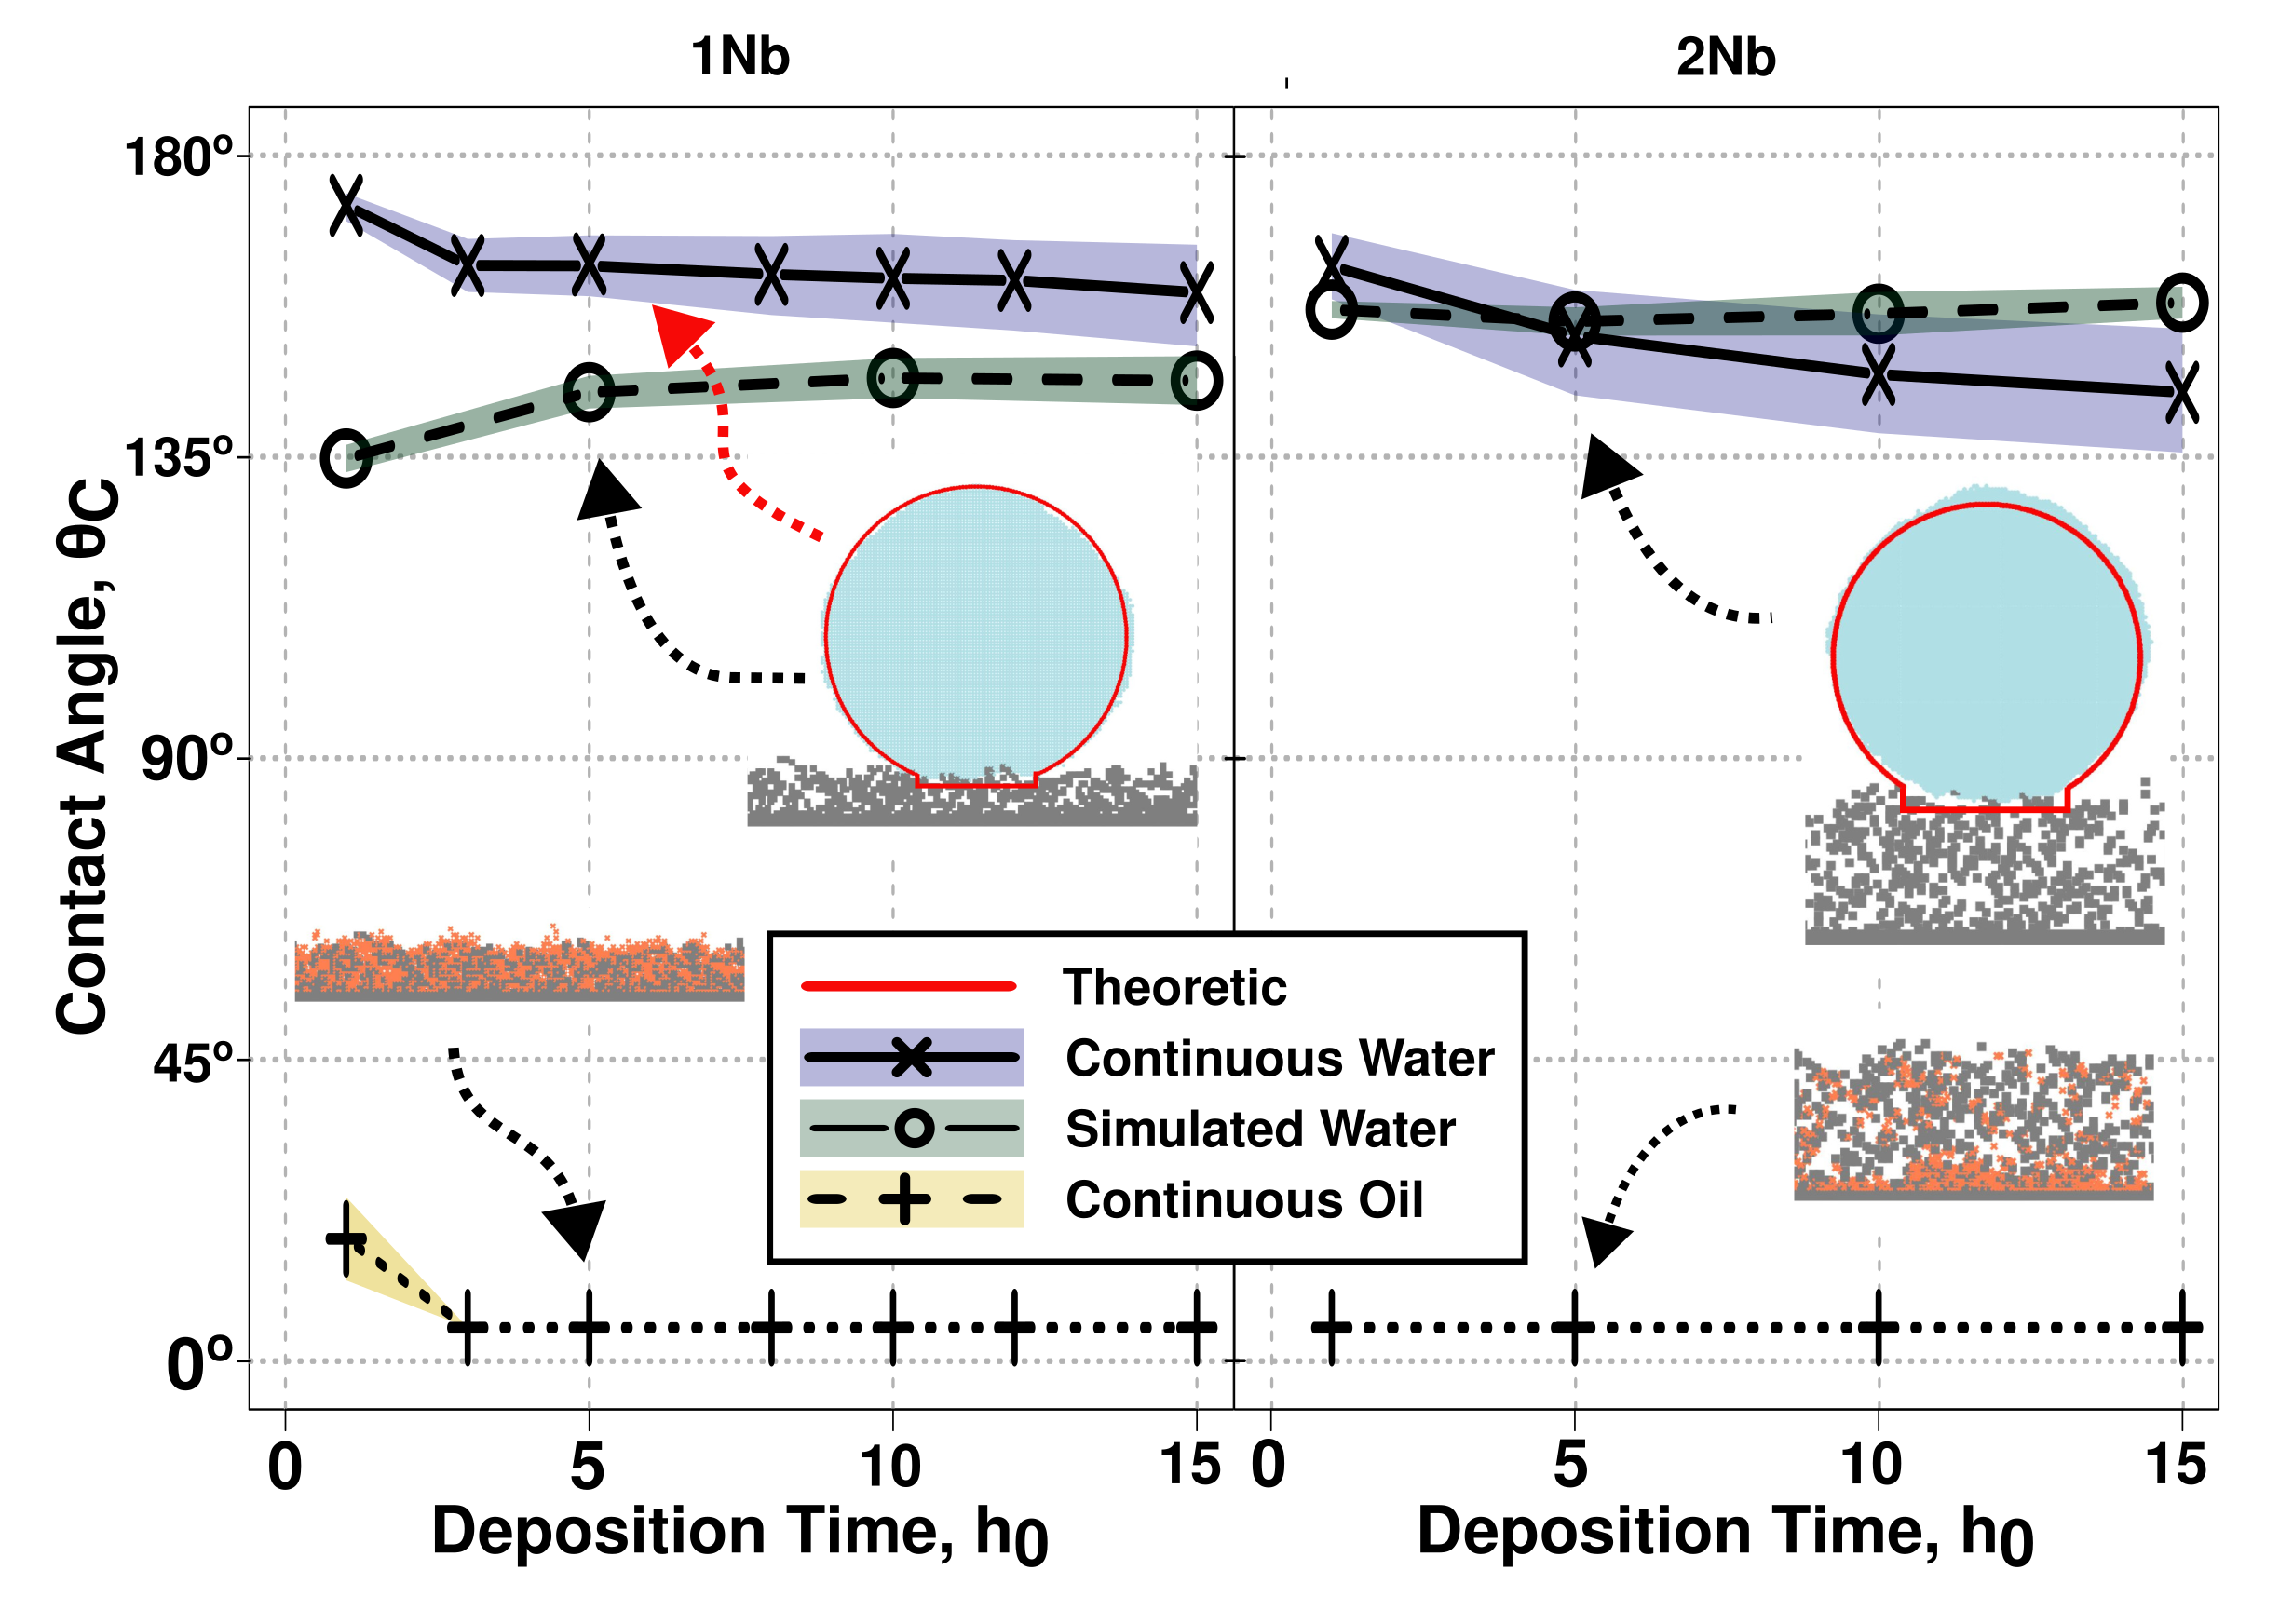 1Nb
2Nb
180º
135º
90º
45º
0º
Contact Angle, θC
Theoretic
Continuous Water
Simulated Water
Continuous Oil
0 5 10 15 0 5 10 15
Deposition Time, h0 Deposition Time, h0